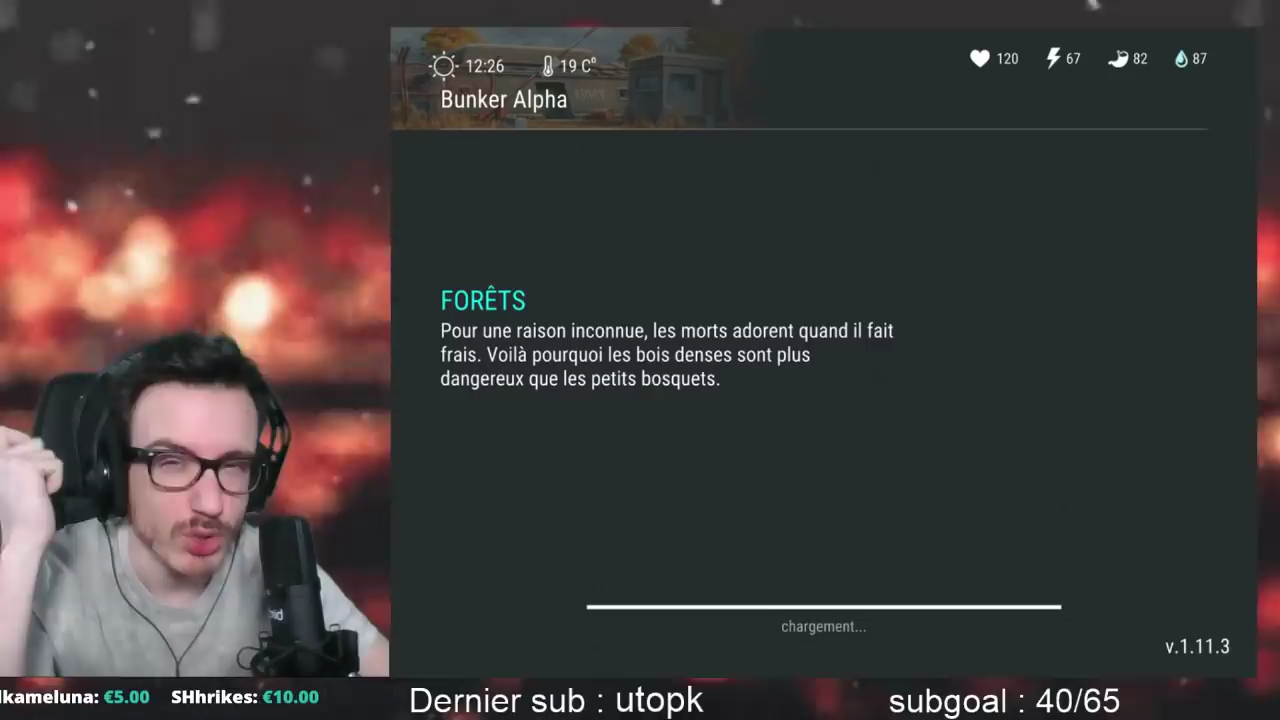 12:26
19 C°
120
67
82
87
Bunker Alpha
FORÊTS
Pour une raison inconnue, les morts adorent quand il fait
frais. Voilà pourquoi les bois denses sont plus
dangereux que les petits bosquets.
chargement...
v.1.11.3
lkameluna: €5.00 SHhrikes: €10.00
Dernier sub : utopk
subgoal : 40/65